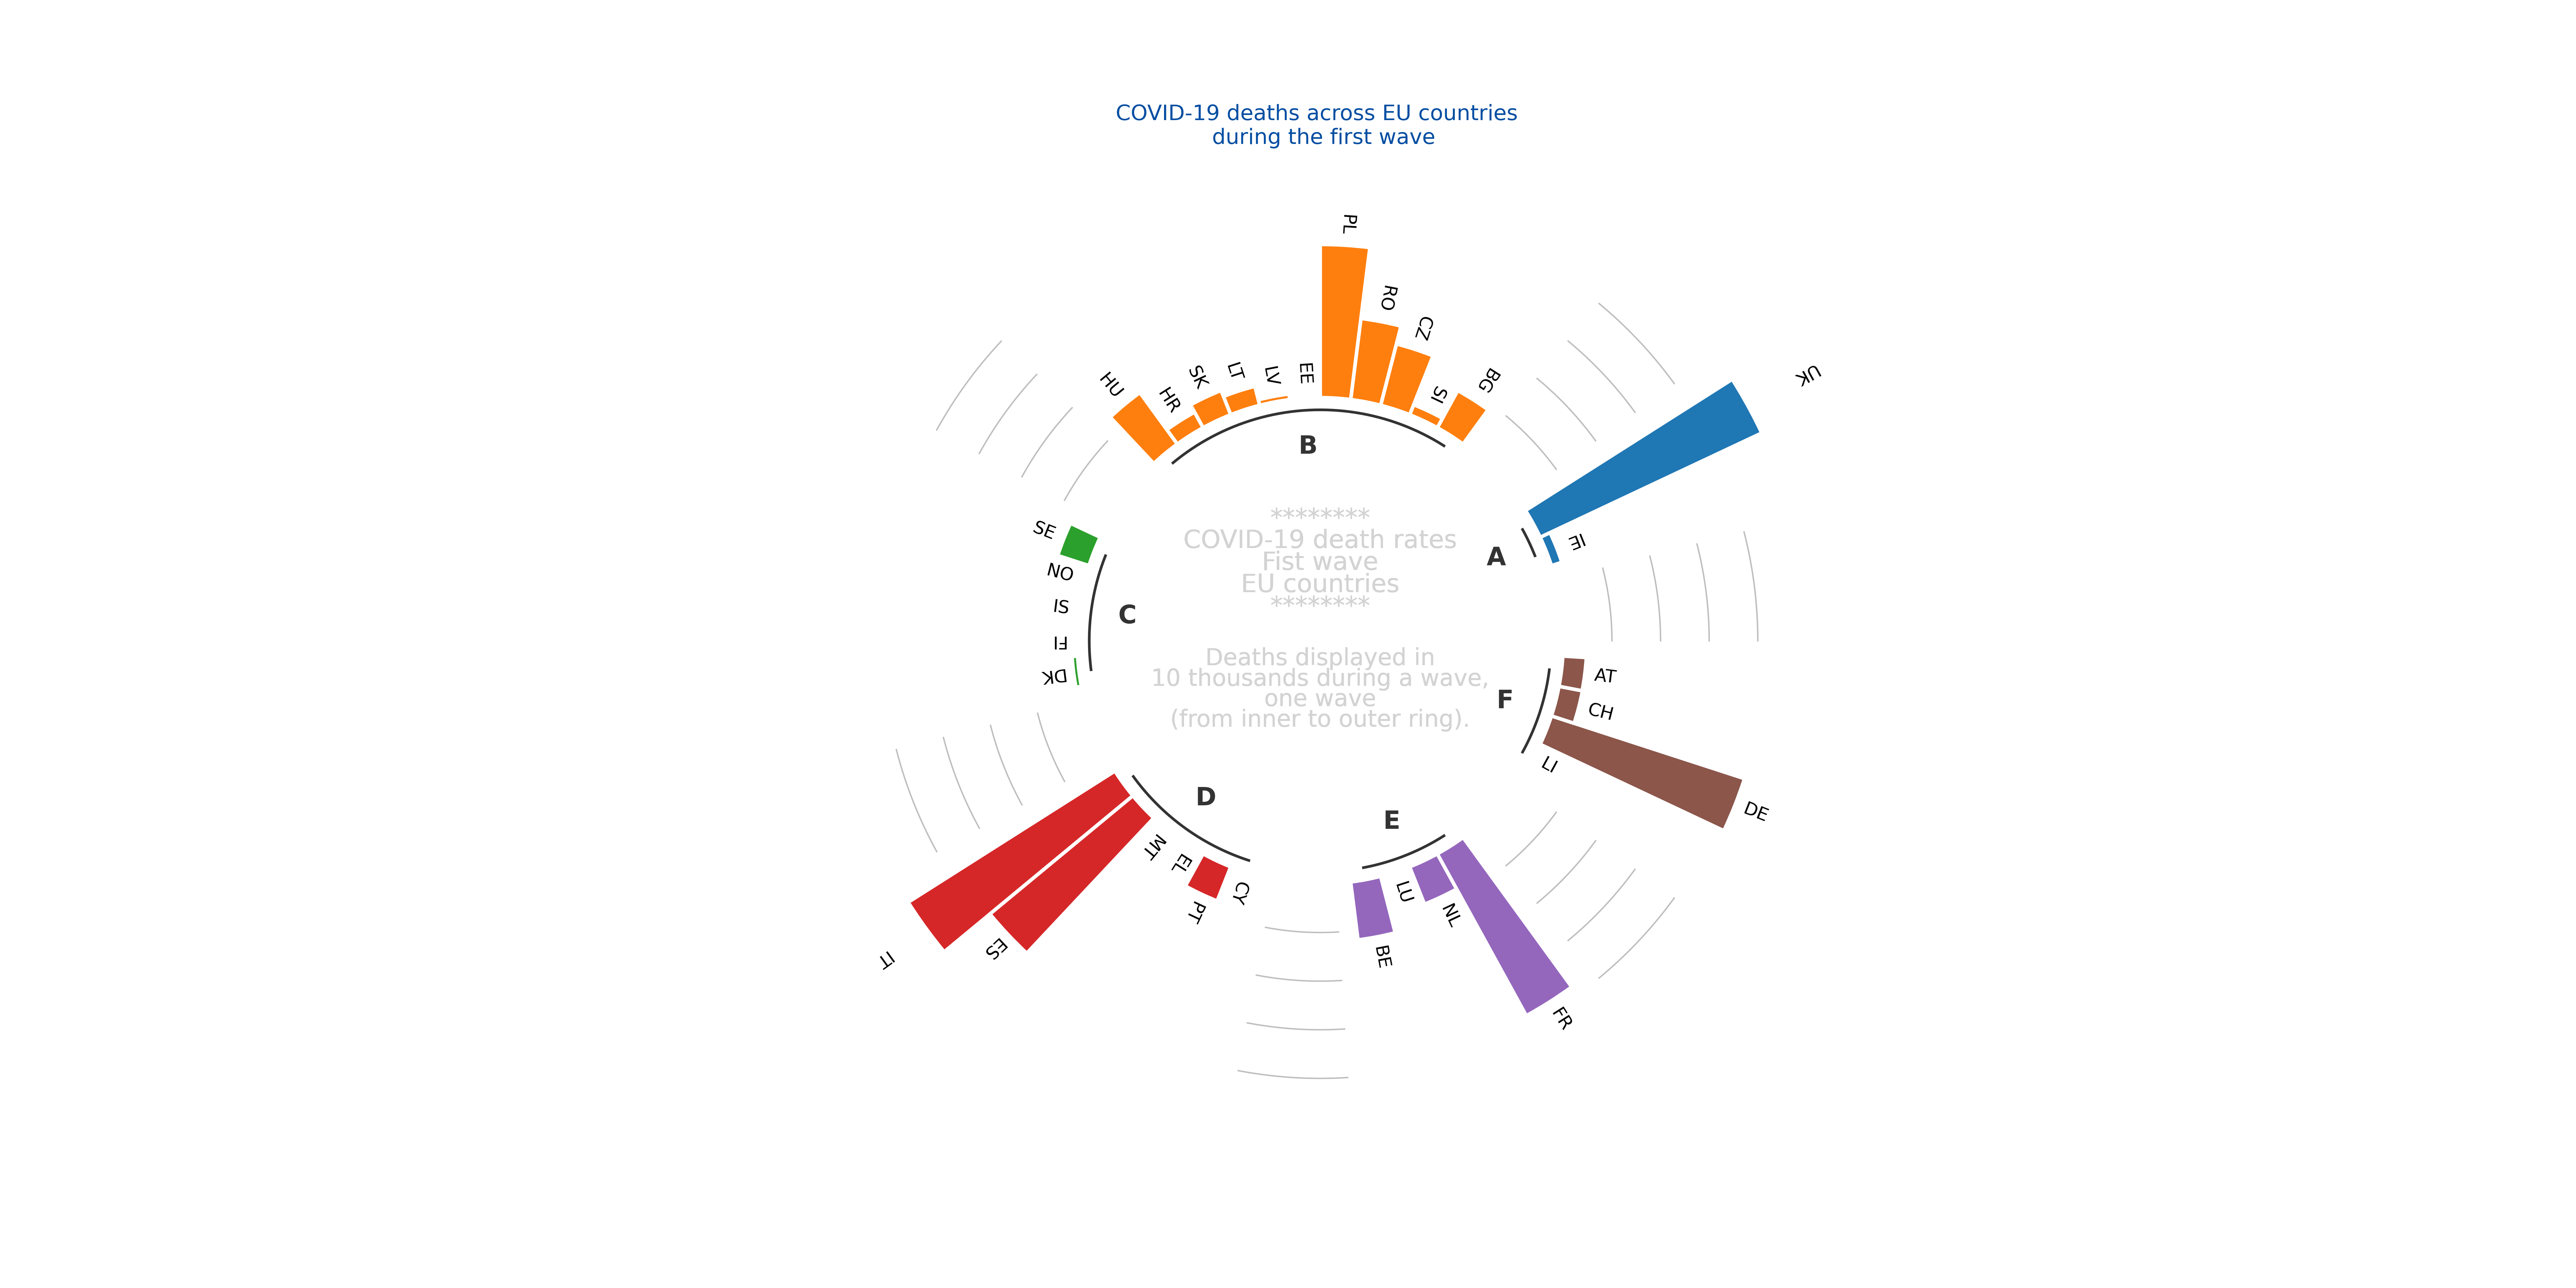 COVID-19 deaths across EU countries
during the first wave
PL
RO
CZ
SI
BG
UK
IE
HU
HR
SK
LT
LV
EE
B
A
********
COVID-19 death rates
Fist wave
EU countries
********
SE
NO
SI
FI
DK
C
Deaths displayed in
10 thousands during a wave,
one wave
(from inner to outer ring).
F
AT
CH
DE
LI
D
E
IT
ES
MT
EL
PT
CY
BE
LU
NL
FR